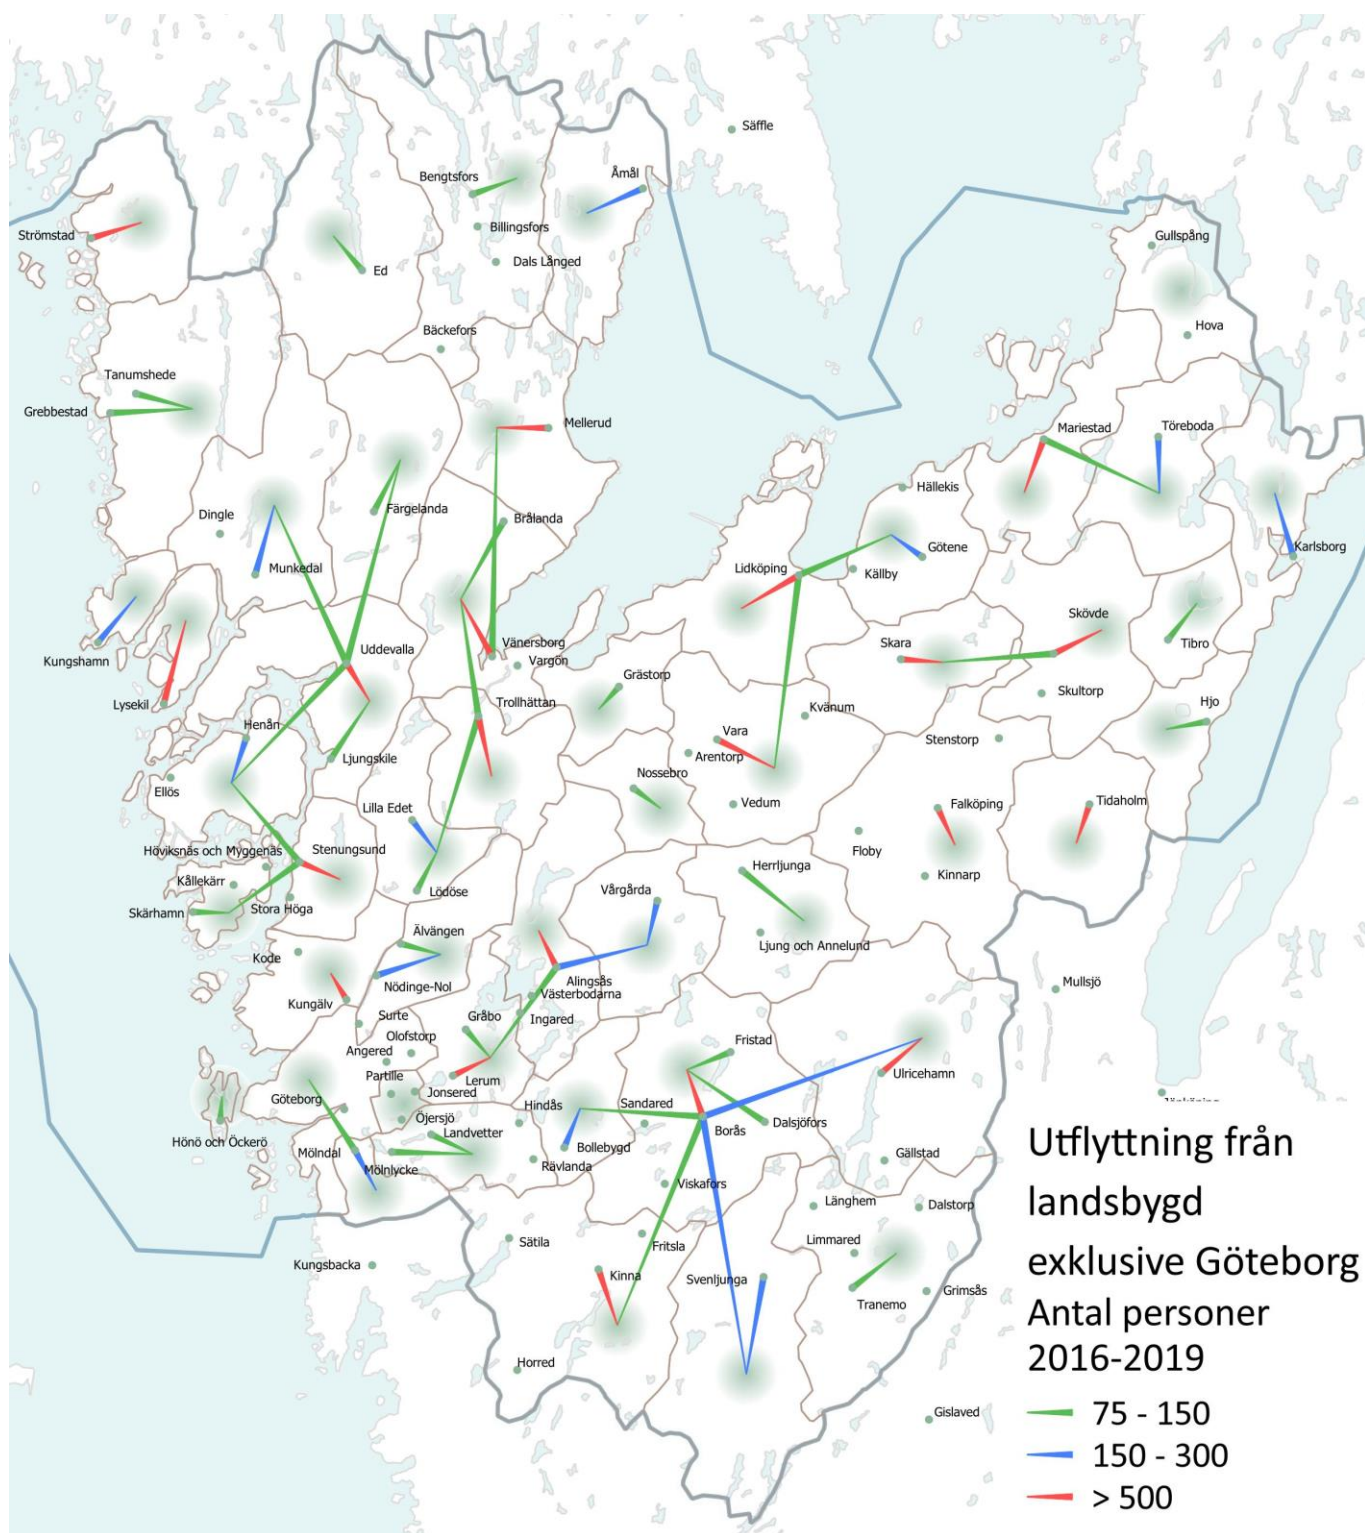 Säffle
Åmål
Bengtsfors
Billingsfors
Strömstad
Gullspång
Dals Långed
Ed
Hova
Bäckefors
Tanumshede
Grebbestad
Mellerud
Mariestad
Töreboda
Hällekis
Färgelanda
Brålanda
Dingle
Karlsborg
Götene
Munkedal
Lidköping
Källby
Skövde
Uddevalla
Vänersborg
Skara
Tibro
Kungshamn
Vargön
Grästorp
Skultorp
Lysekil
Trollhättan
Hjo
Henån
Kvänum
Vara
Stenstorp
Ljungskile
Arentorp
Nossebro
Ellös
Lilla Edet
Vedum
Falköping
Tidaholm
Höviksnäs och Myggenäs
Stenungsund
Floby
Herrljunga
Kinnarp
Kållekärr
Vårgårda
Lödöse
Skärhamn
Stora Höga
Älvängen
Ljung och Annelund
Kode
Alingsås
Mullsjö
Nödinge-Nol
Västerbodarna
Kungälv
Surte
Gråbo
Ingared
Olofstorp
Fristad
Angered
Ulricehamn
Partille
Lerum
Jonsered
Göteborg
Hindås
Sandared
Öjersjö
Borås
Dalsjöfors
Landvetter
Hönö och Öckerö
Bollebygd
Mölndal
Mölnlycke
Rävlanda
Gällstad
Viskafors
Länghem
Dalstorp
Sätila
Fritsla
Limmared
Kungsbacka
Kinna
Svenljunga
Grimsås
Tranemo
Horred
Gislaved
Utflyttning från
landsbygd
exklusive Göteborg
Antal personer
2016-2019
75 - 150
150 - 300
> 500